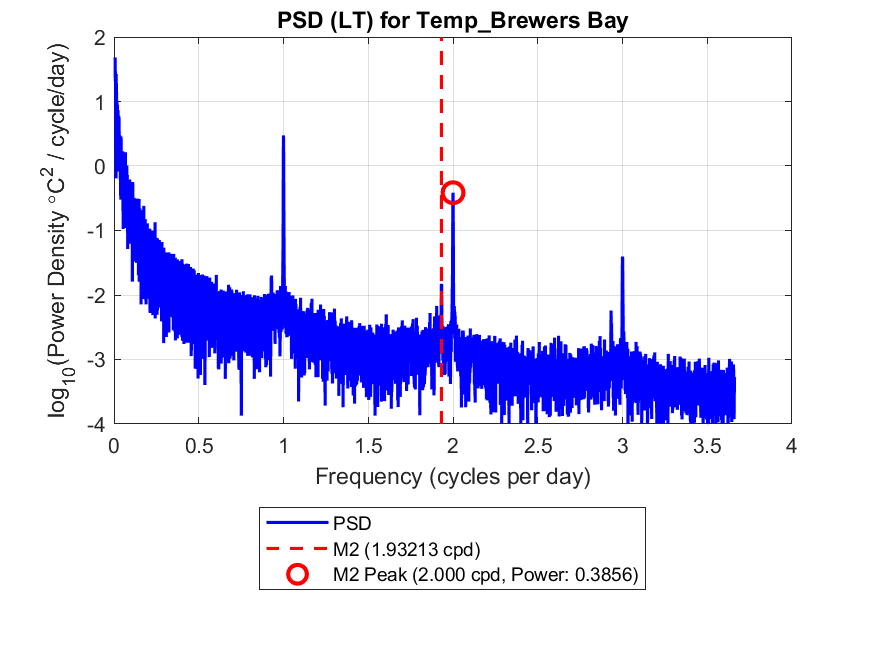 PSD (LT) for Temp_Brewers Bay
log10(Power Density °C2 / cycle/day)
2
1
0
-1
-2
-3
-4
0 0.5 1 1.5 2 2.5 3 3.5 4
Frequency (cycles per day)
PSD
M2 (1.93213 cpd)
M2 Peak (2.000 cpd, Power: 0.3856)